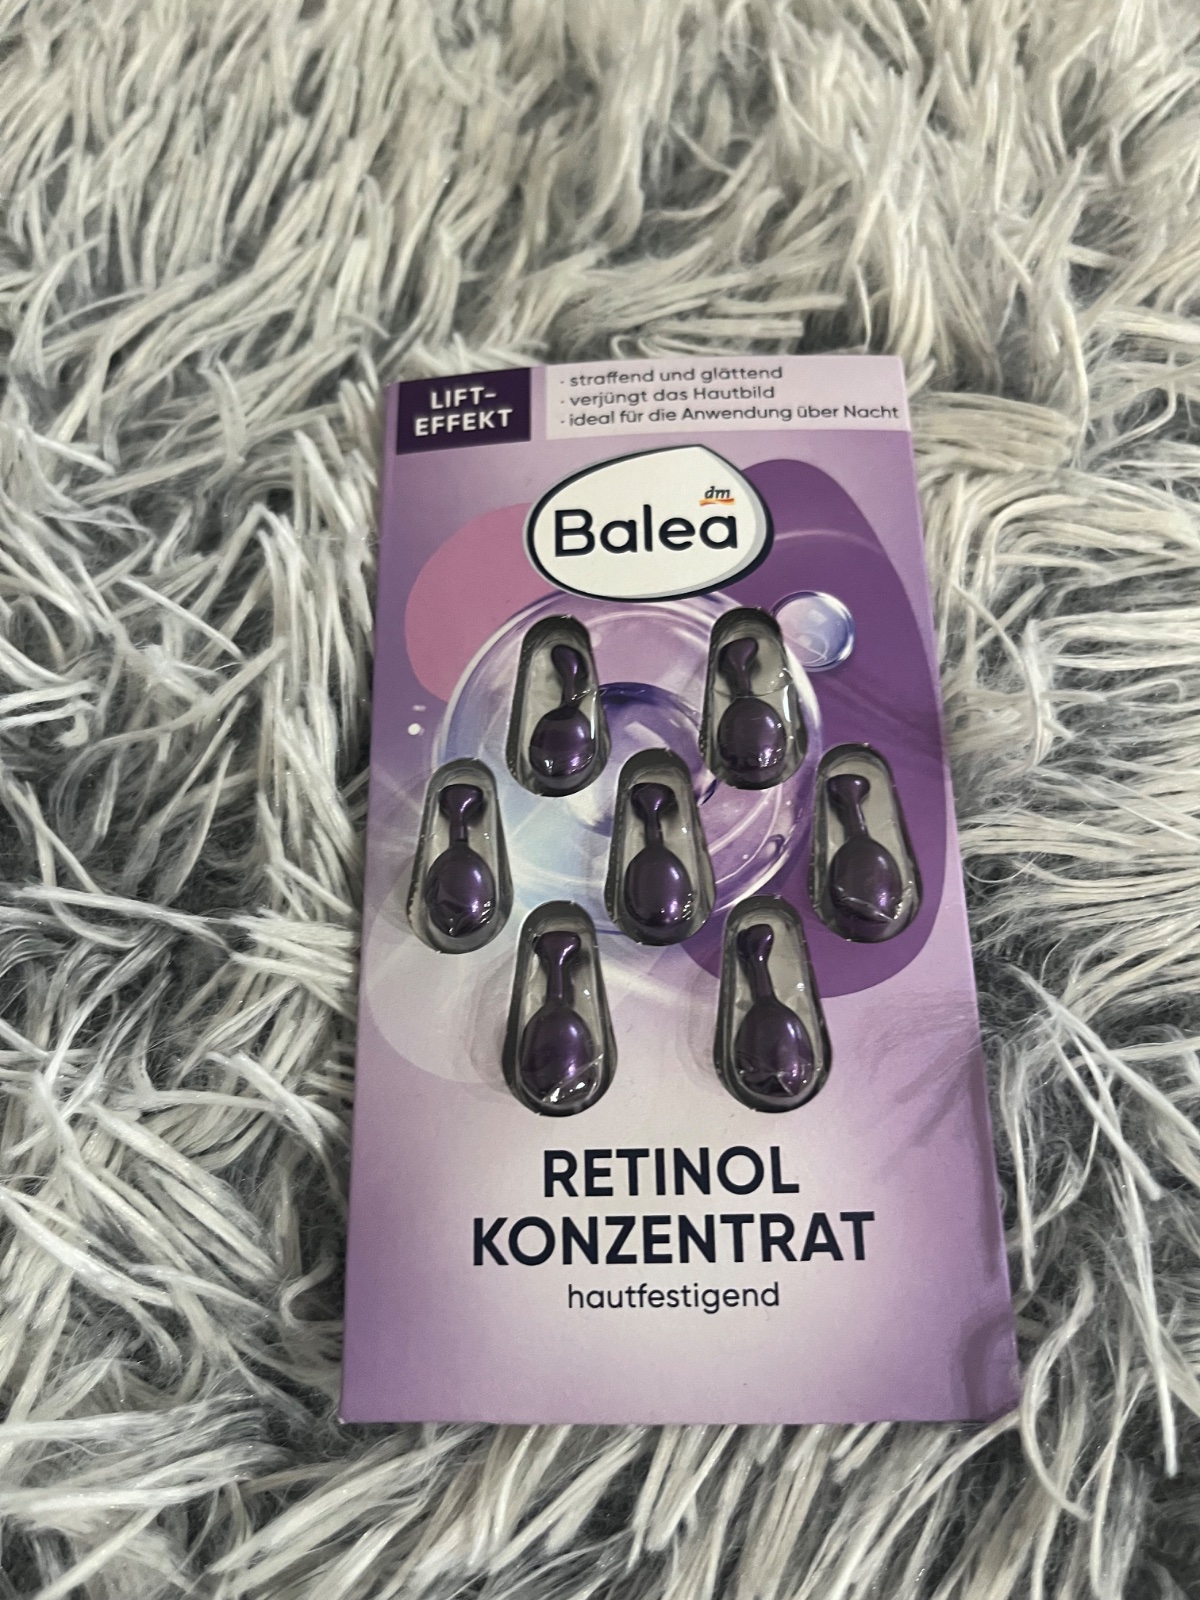 LIFT-
EFFEKT
· straffend und glättend
· verjüngt das Hautbild
· ideal für die Anwendung über Nacht
dm
Balea
RETINOL
KONZENTRAT
hautfestigend